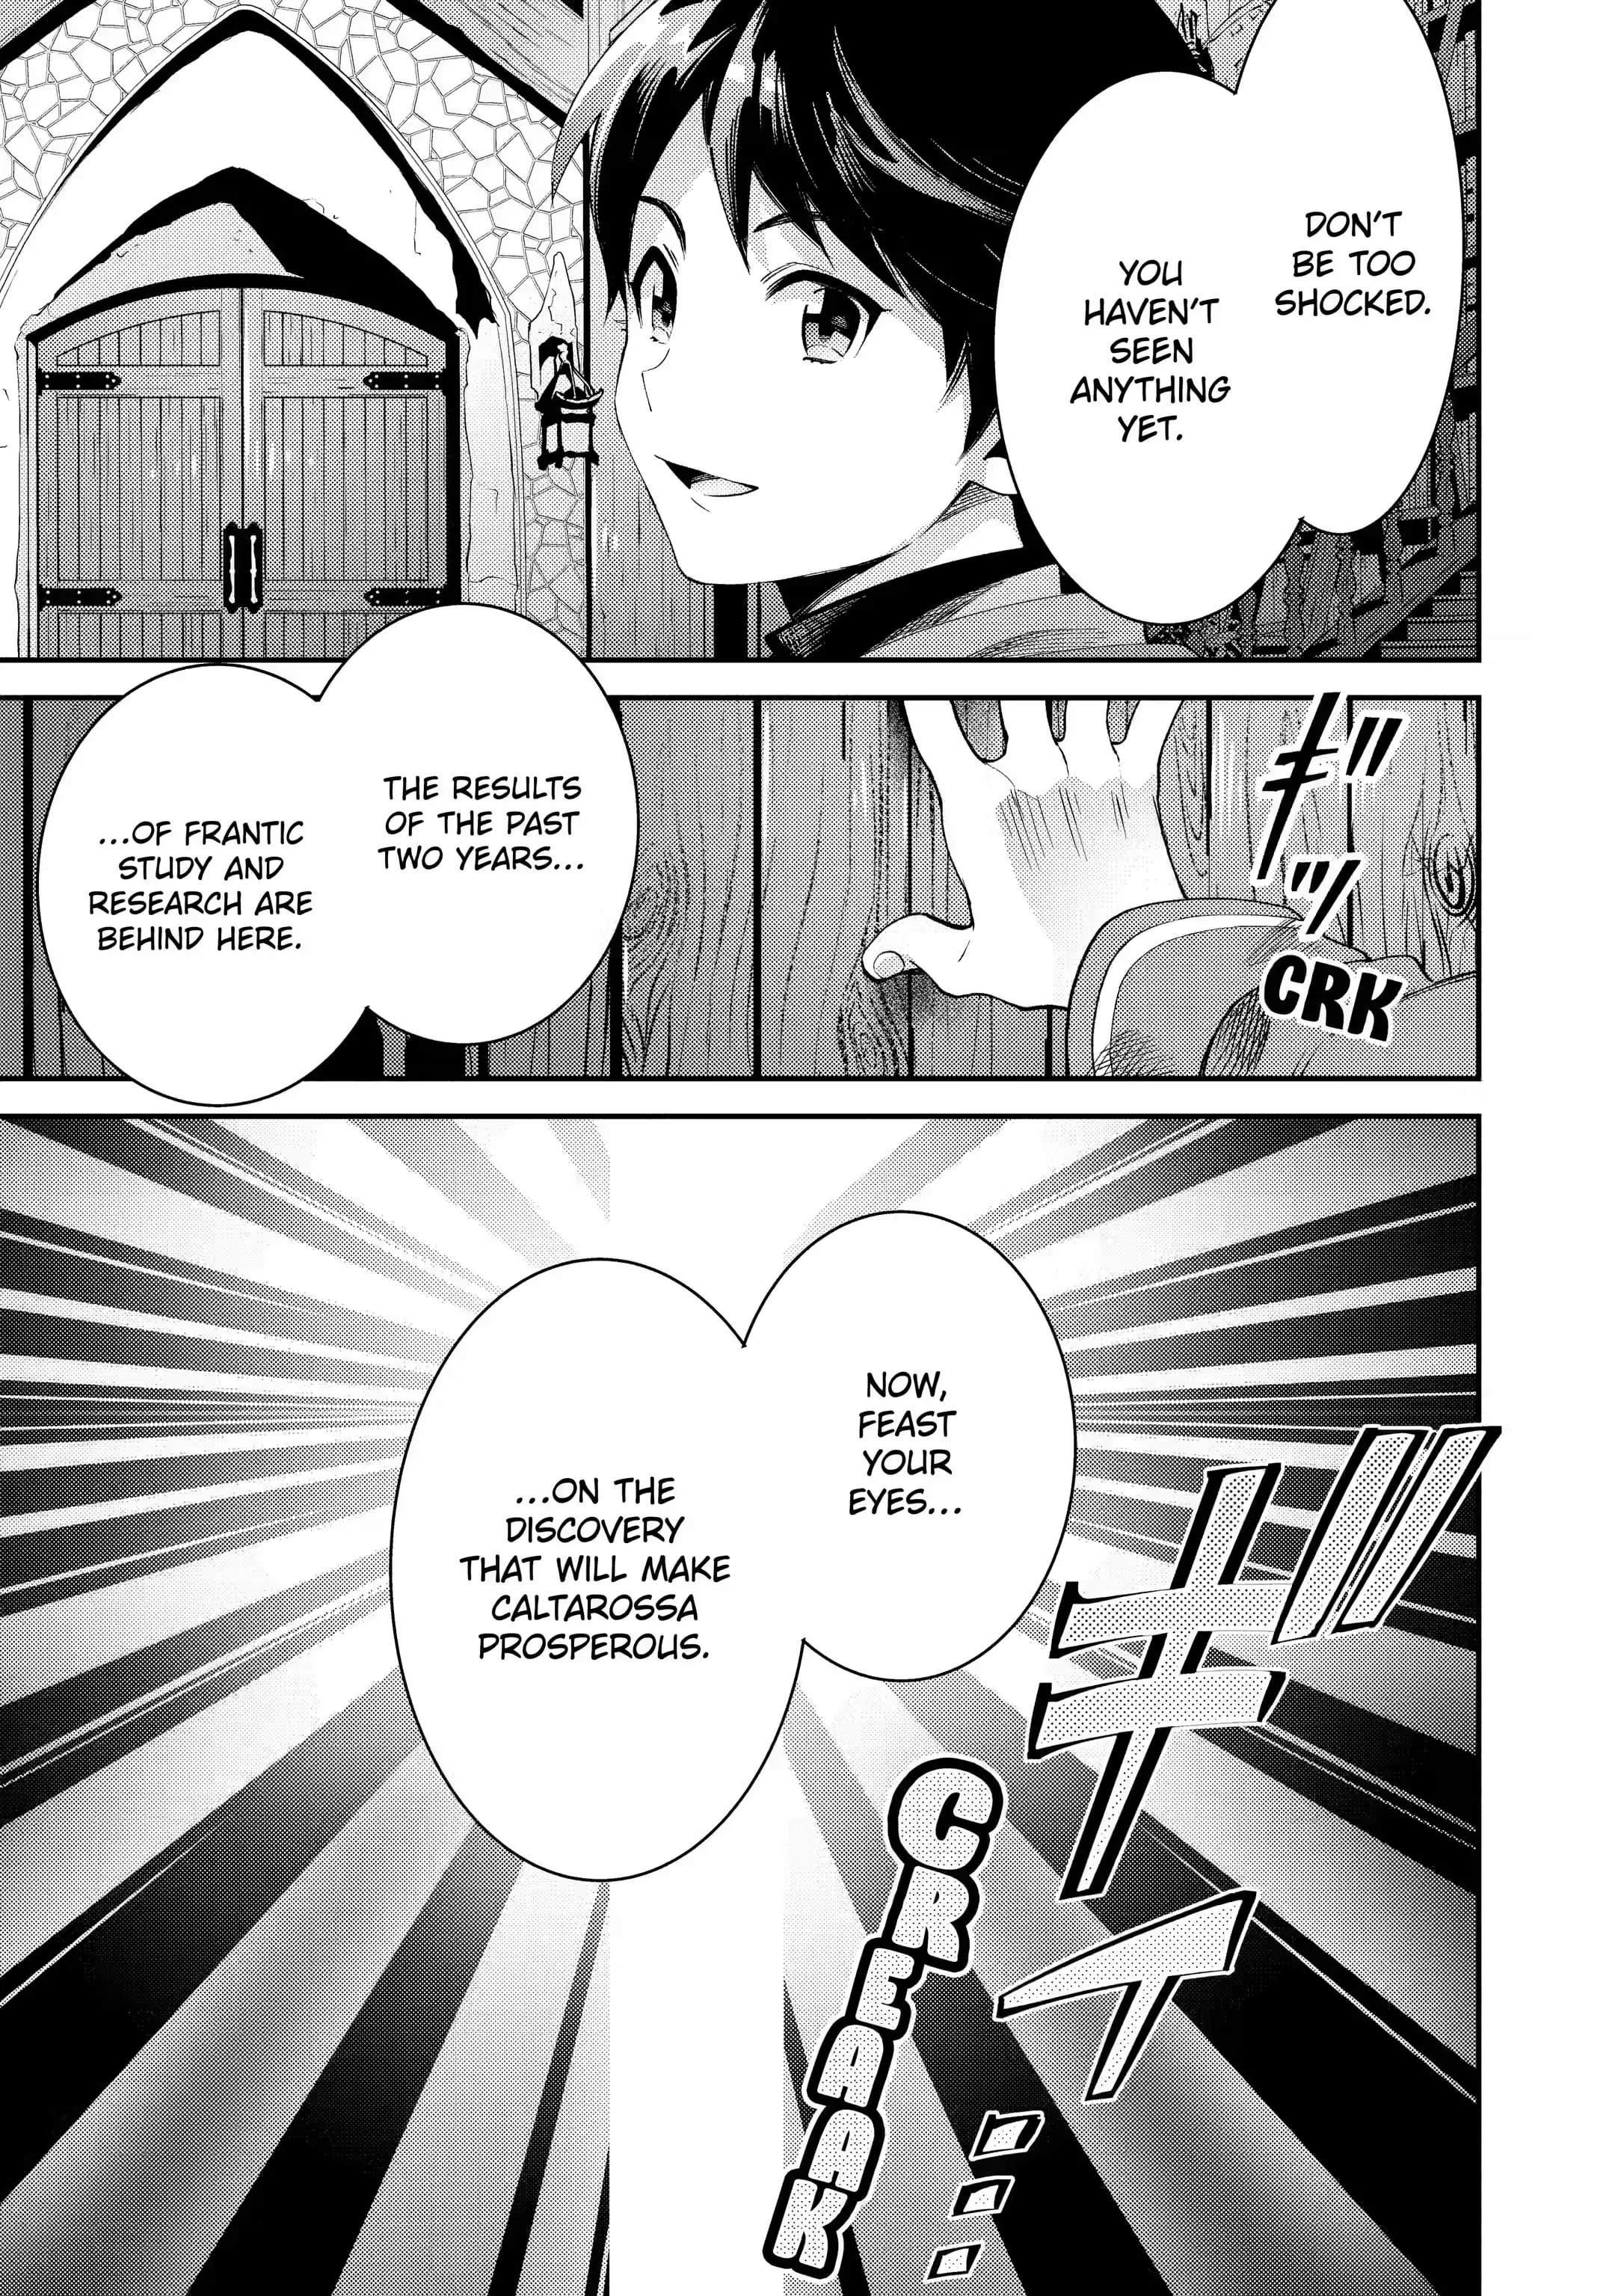 DON'T
BE TOO
SHOCKED.
YOU
HAVEN'T
SEEN
ANYTHING
YET.
ギッ
CRK
THE RESULTS
OF THE PAST
TWO YEARS...
...OF FRANTIC
STUDY AND
RESEARCH ARE
BEHIND HERE.
NOW,
FEAST
YOUR
EYES...
...ON THE
DISCOVERY
THAT WILL MAKE
CALTAROSSA
PROSPEROUS.
ギィ…
CREAAAK